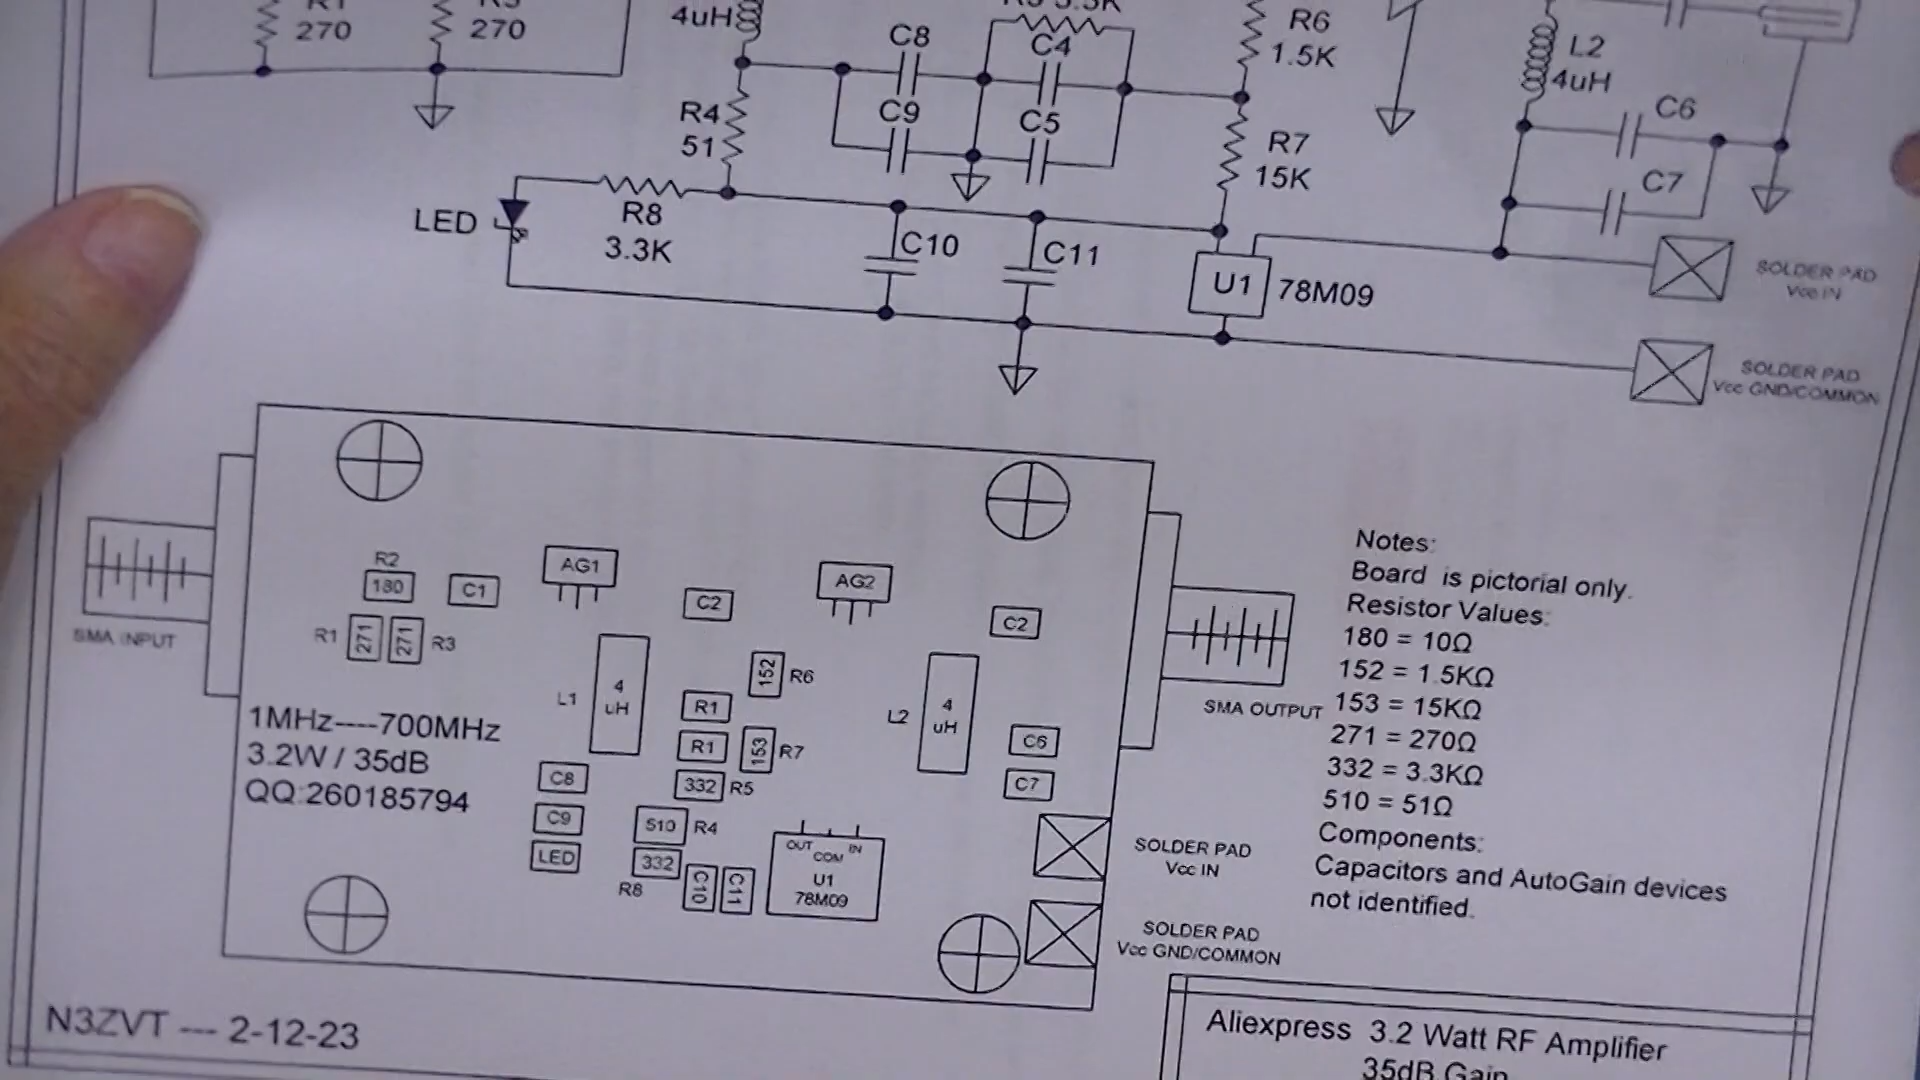 270
270
4uH
C8
C4
R6
1.5K
L2
4uH
C6
R4
51
C9
C5
R7
15K
C7
LED
R8
3.3K
C10
C11
U1
78M09
SOLDER PAD
Vcc IN
SOLDER PAD
Vcc GND/COMMON
R2
180
C1
AG1
C2
AG2
C2
R1
271
271
R3
SMA INPUT
L1
4
uH
152
R6
R1
R1
153
R7
332
R5
L2
4
uH
C6
C7
SMA OUTPUT
1MHz----700MHz
3.2W / 35dB
QQ:260185794
C8
C9
LED
510
R4
332
R8
C10
C11
OUT
COM
IN
U1
78M09
SOLDER PAD
Vcc IN
SOLDER PAD
Vcc GND/COMMON
Notes:
Board is pictorial only.
Resistor Values:
180 = 10Ω
152 = 1.5KΩ
153 = 15KΩ
271 = 270Ω
332 = 3.3KΩ
510 = 51Ω
Components:
Capacitors and AutoGain devices
not identified.
N3ZVT --- 2-12-23
Aliexpress 3.2 Watt RF Amplifier
35dB Gain